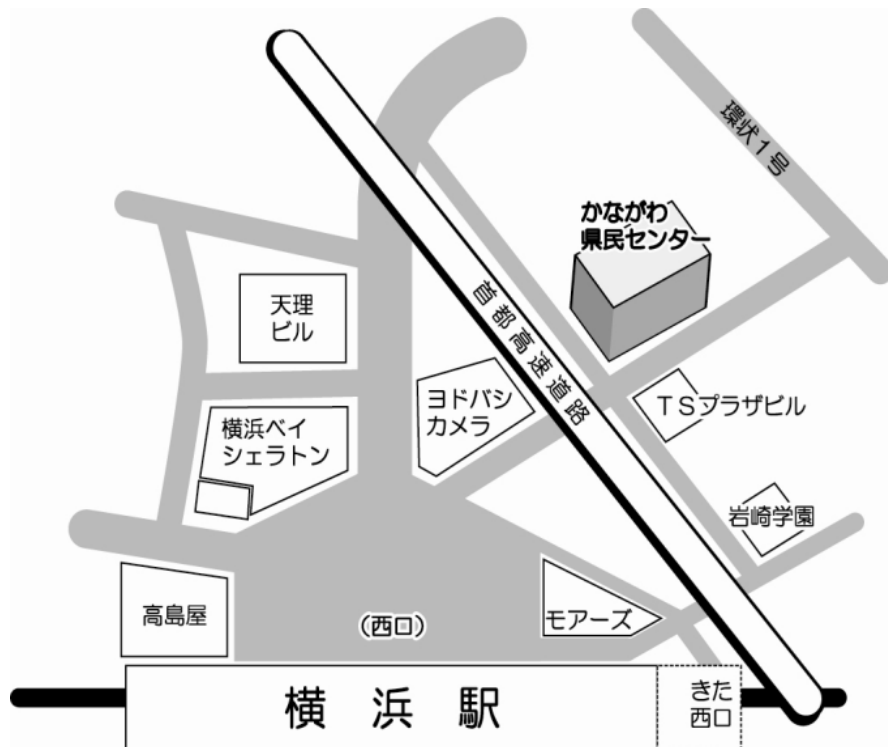 環状1号
かながわ
県民センター
天理
ビル
首都高速道路
ヨドバシ
カメラ
TSプラザビル
横浜ベイ
シェラトン
岩崎学園
高島屋
(西口)
モアーズ
横浜駅
きた
西口